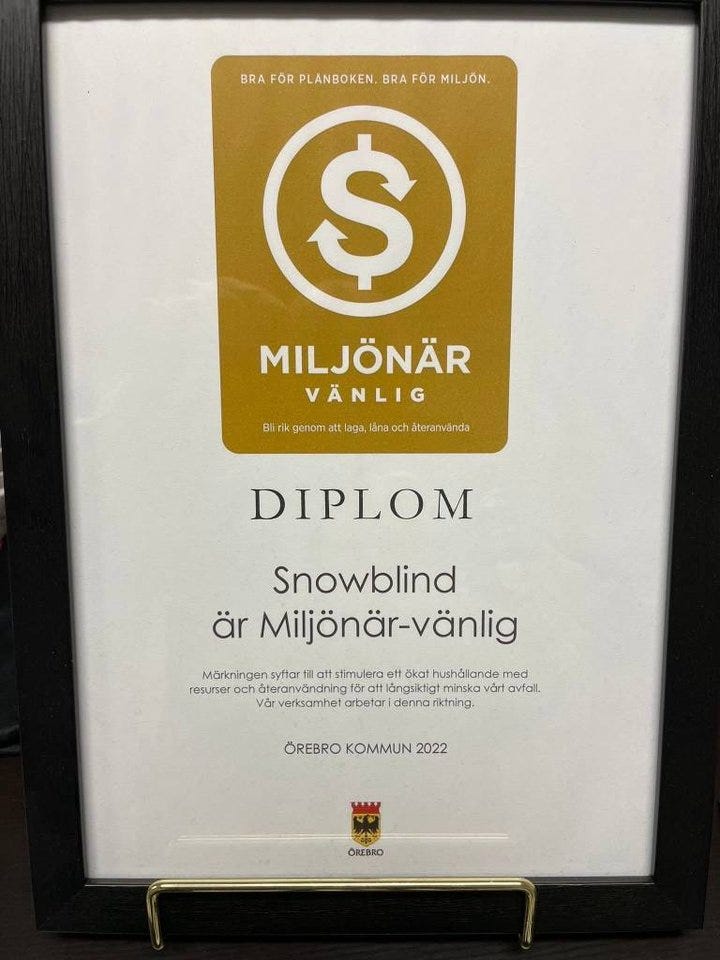 BRA FÖR PLÅNBOKEN. BRA FÖR MILJÖN.
MILJÖNÄR
VÄNLIG
Bli rik genom att laga, låna och återanvända
DIPLOM
Snowblind
är Miljönär-vänlig
Märkningen syftar till att stimulera ett ökat hushållande med
resurser och återanvändning för att långsiktigt minska vårt avfall.
Vår verksamhet arbetar i denna riktning.
ÖREBRO KOMMUN 2022
ÖREBRO